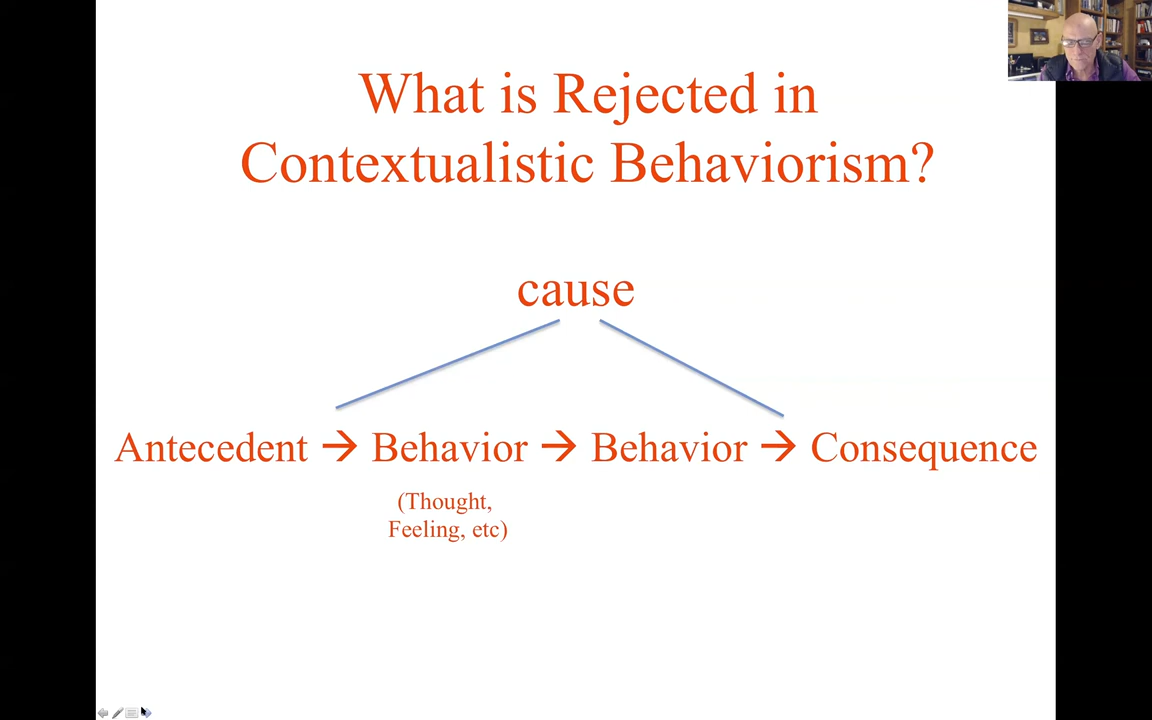 What is Rejected in
Contextualistic Behaviorism?
cause
Antecedent → Behavior → Behavior → Consequence
(Thought,
Feeling, etc)